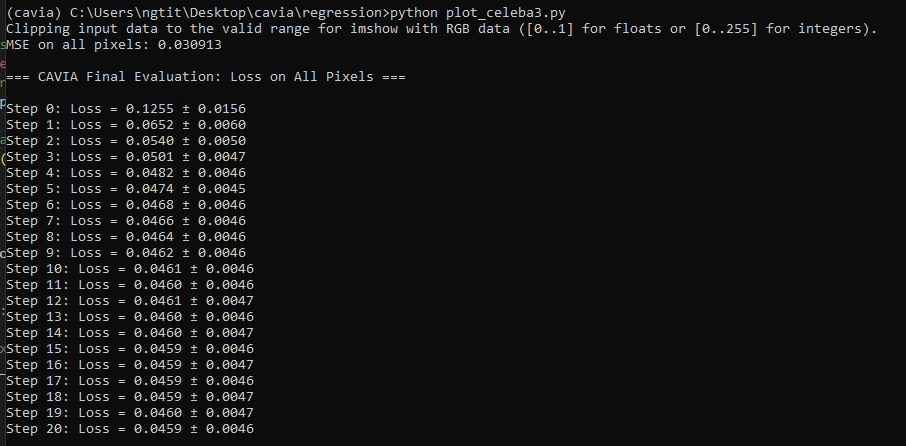 (cavia) C:\Users\ngtit\Desktop\cavia\regression>python plot_celeba3.py
Clipping input data to the valid range for imshow with RGB data ([0..1] for floats or [0..255] for integers).
MSE on all pixels: 0.030913
=== CAVIA Final Evaluation: Loss on All Pixels ===
Step 0: Loss = 0.1255 ± 0.0156
Step 1: Loss = 0.0652 ± 0.0060
Step 2: Loss = 0.0540 ± 0.0050
Step 3: Loss = 0.0501 ± 0.0047
Step 4: Loss = 0.0482 ± 0.0046
Step 5: Loss = 0.0474 ± 0.0045
Step 6: Loss = 0.0468 ± 0.0046
Step 7: Loss = 0.0466 ± 0.0046
Step 8: Loss = 0.0464 ± 0.0046
Step 9: Loss = 0.0462 ± 0.0046
Step 10: Loss = 0.0461 ± 0.0046
Step 11: Loss = 0.0460 ± 0.0046
Step 12: Loss = 0.0461 ± 0.0047
Step 13: Loss = 0.0460 ± 0.0046
Step 14: Loss = 0.0460 ± 0.0047
Step 15: Loss = 0.0459 ± 0.0046
Step 16: Loss = 0.0459 ± 0.0047
Step 17: Loss = 0.0459 ± 0.0046
Step 18: Loss = 0.0459 ± 0.0047
Step 19: Loss = 0.0460 ± 0.0047
Step 20: Loss = 0.0459 ± 0.0046